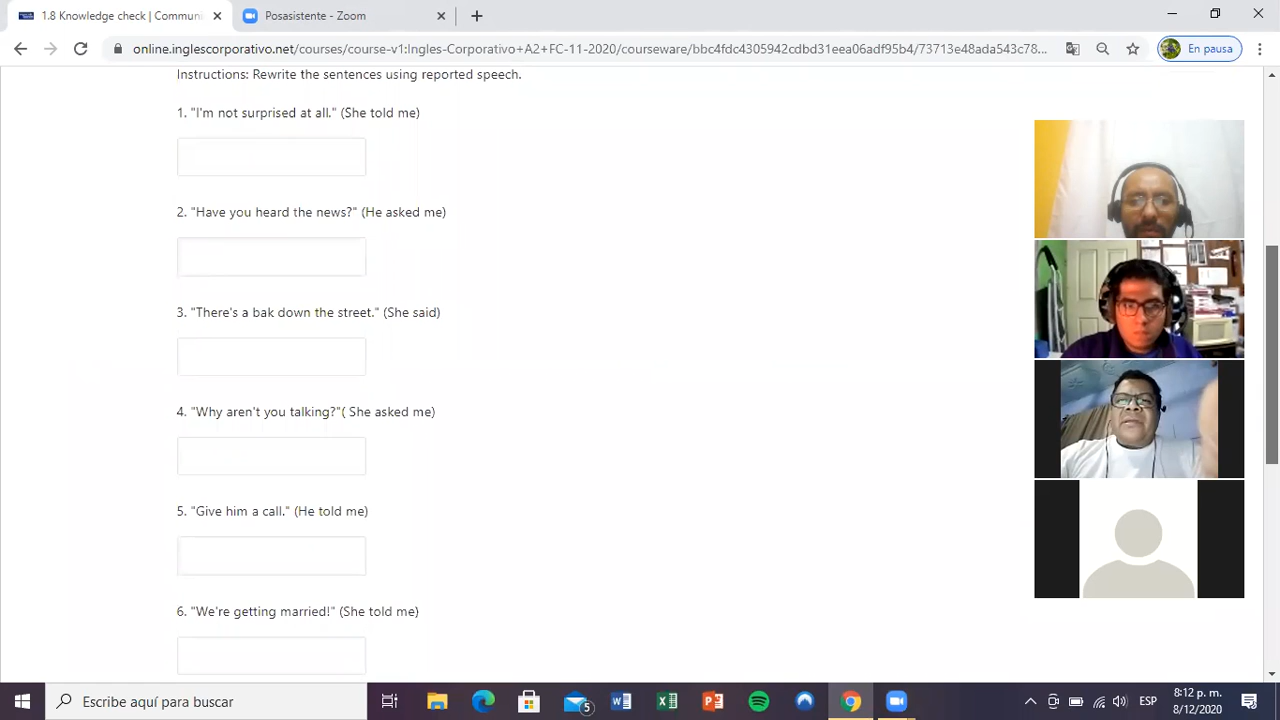 1.8 Knowledge check | Commun
Posasistente - Zoom
online.inglescorporativo.net/courses/course-v1:Ingles-Corporativo+A2+FC-11-2020/courseware/bbc4fdc4305942cdbd31eea06adf95b4/73713e48ada543c78...
En pausa
Instructions: Rewrite the sentences using reported speech.
1. "I'm not surprised at all." (She told me)
2. "Have you heard the news?" (He asked me)
3. "There's a bak down the street." (She said)
4. "Why aren't you talking?"( She asked me)
5. "Give him a call." (He told me)
6. "We're getting married!" (She told me)
Escribe aquí para buscar
5
ESP
8:12 p. m.
8/12/2020